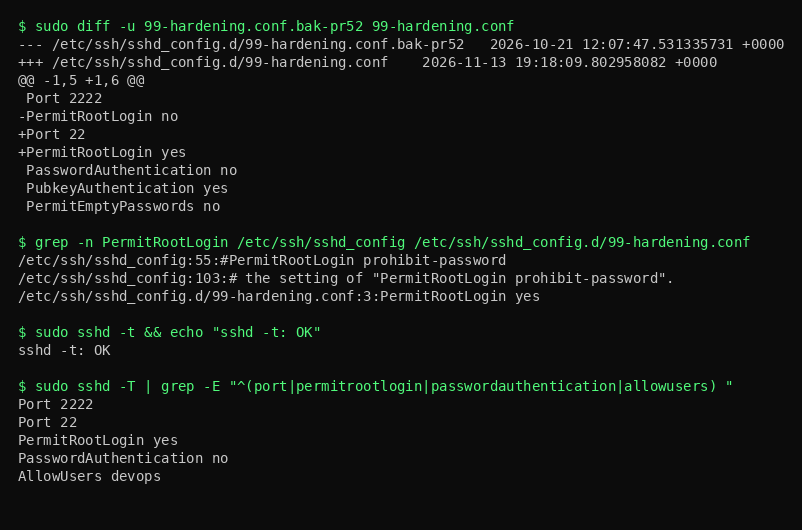 $ sudo diff -u 99-hardening.conf.bak-pr52 99-hardening.conf
--- /etc/ssh/sshd_config.d/99-hardening.conf.bak-pr52   2026-10-21 12:07:47.531335731 +0000
+++ /etc/ssh/sshd_config.d/99-hardening.conf    2026-11-13 19:18:09.802958082 +0000
@@ -1,5 +1,6 @@
 Port 2222
-PermitRootLogin no
+Port 22
+PermitRootLogin yes
 PasswordAuthentication no
 PubkeyAuthentication yes
 PermitEmptyPasswords no

$ grep -n PermitRootLogin /etc/ssh/sshd_config /etc/ssh/sshd_config.d/99-hardening.conf
/etc/ssh/sshd_config:55:#PermitRootLogin prohibit-password
/etc/ssh/sshd_config:103:# the setting of "PermitRootLogin prohibit-password".
/etc/ssh/sshd_config.d/99-hardening.conf:3:PermitRootLogin yes

$ sudo sshd -t && echo "sshd -t: OK"
sshd -t: OK

$ sudo sshd -T | grep -E "^(port|permitrootlogin|passwordauthentication|allowusers) "
Port 2222
Port 22
PermitRootLogin yes
PasswordAuthentication no
AllowUsers devops